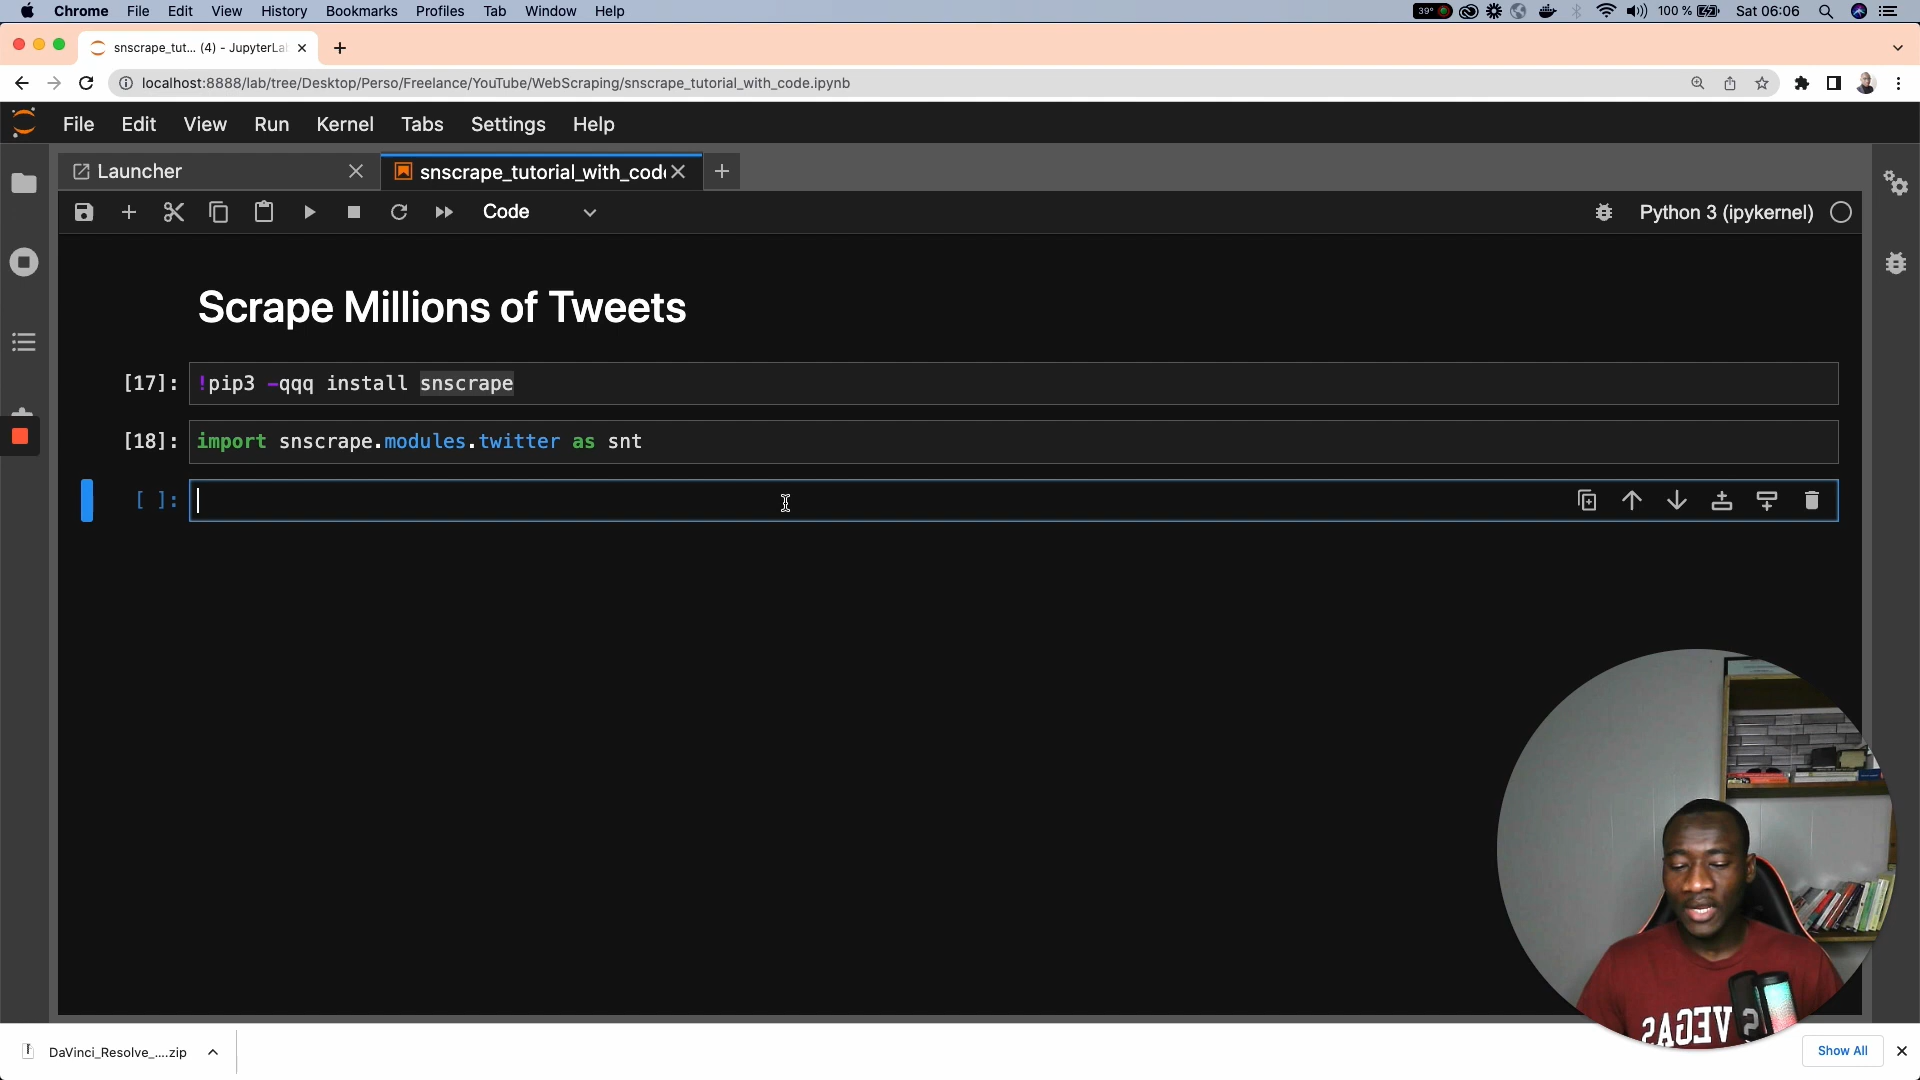 Chrome File Edit View History Bookmarks Profiles Tab Window Help 39° 100 % Sat 06:06
snscrape_tut... (4) - JupyterLa
localhost:8888/lab/tree/Desktop/Perso/Freelance/YouTube/WebScraping/snscrape_tutorial_with_code.ipynb
File Edit View Run Kernel Tabs Settings Help
Launcher snscrape_tutorial_with_cod
Code Python 3 (ipykernel)
Scrape Millions of Tweets
[17]: !pip3 -qqq install snscrape
[18]: import snscrape.modules.twitter as snt
[ ]:
VEGAS
DaVinci_Resolve_....zip Show All